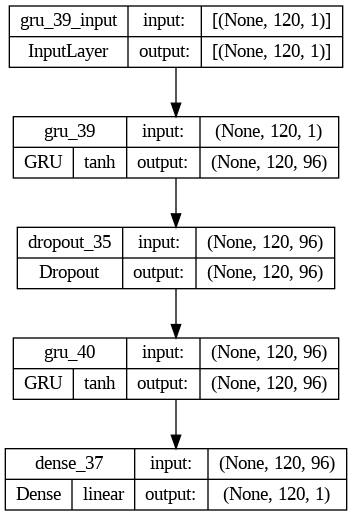 gru_39_input input: [(None, 120, 1)]
InputLayer output: [(None, 120, 1)]
gru_39 input: (None, 120, 1)
GRU tanh output: (None, 120, 96)
dropout_35 input: (None, 120, 96)
Dropout output: (None, 120, 96)
gru_40 input: (None, 120, 96)
GRU tanh output: (None, 120, 96)
dense_37 input: (None, 120, 96)
Dense linear output: (None, 120, 1)